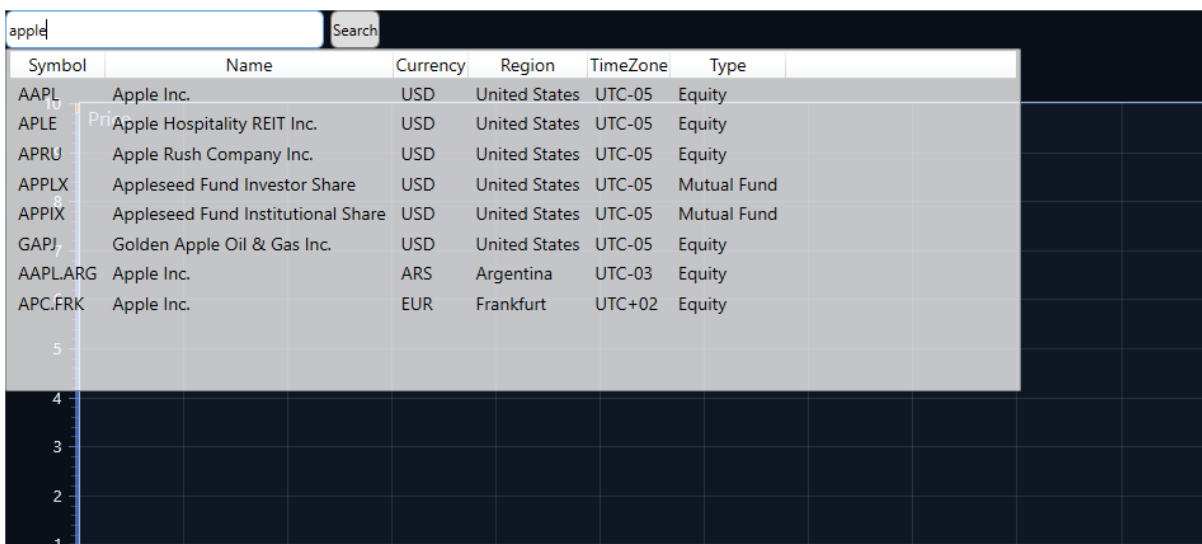 apple
Search
Symbol Name Currency Region TimeZone Type
AAPL Apple Inc. USD United States UTC-05 Equity
10
Price
APLE Apple Hospitality REIT Inc. USD United States UTC-05 Equity
APRU Apple Rush Company Inc. USD United States UTC-05 Equity
APPLX Appleseed Fund Investor Share USD United States UTC-05 Mutual Fund
8
APPIX Appleseed Fund Institutional Share USD United States UTC-05 Mutual Fund
GAPJ Golden Apple Oil & Gas Inc. USD United States UTC-05 Equity
7
AAPL.ARG Apple Inc. ARS Argentina UTC-03 Equity
APC.FRK Apple Inc. EUR Frankfurt UTC+02 Equity
5
4
3
2
1